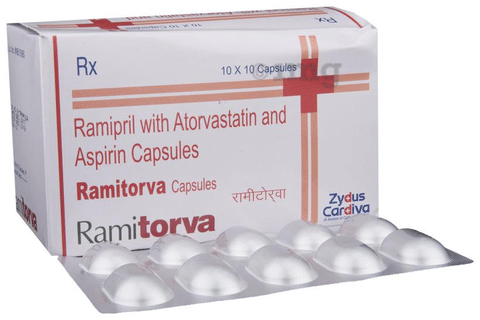 Rx
10 X 10 Capsules
Ramipril with Atorvastatin and
Aspirin Capsules
Ramitorva Capsules
रामीटोरवा
Ramitorva
Zydus
Cardiva